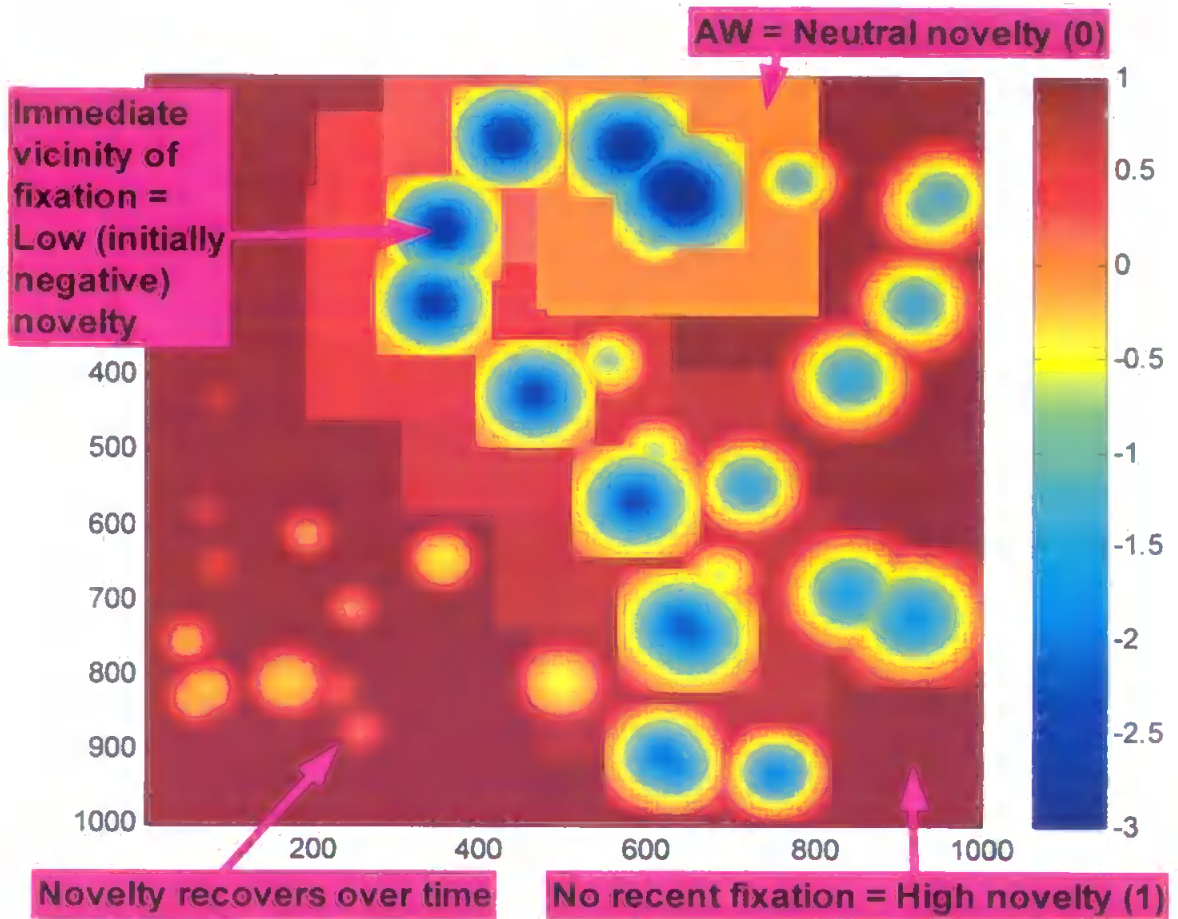 AW = Neutral novelty (0)
Immediate
vicinity of
fixation =
Low (initially
negative)
novelty
400
500
600
700
800
900
1000
200
400
600
800
1000
1
0.5
0
-0.5
-1
-1.5
-2
-2.5
-3
Novelty recovers over time
No recent fixation = High novelty (1)